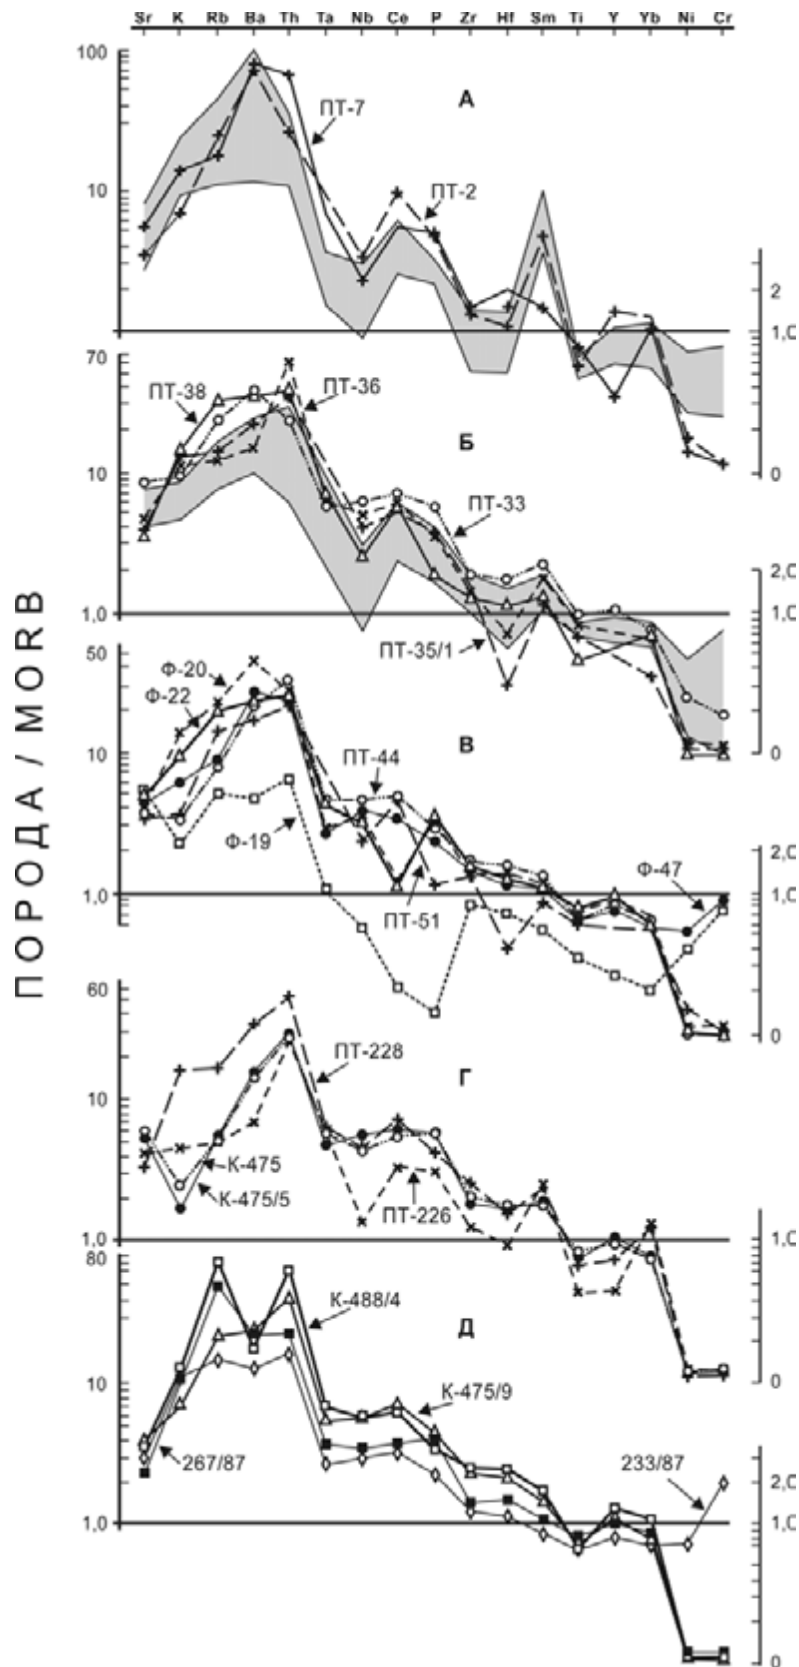 Sr K Rb Ba Th Ta Nb Ce P Zr Hf Sm Ti Y Yb Ni Cr
ПОРОДА / MORB
100
А
ПТ-7
10
ПТ-2
2
1,0
70
ПТ-38
ПТ-36
Б
10
0
ПТ-33
2,0
1,0
1,0
ПТ-35/1
50
Ф-20
Ф-22
В
10
ПТ-44
0
Ф-19
2,0
Ф-47
1,0
1,0
ПТ-51
60
0
ПТ-228
Г
10
К-475
К-475/5
ПТ-226
1,0
1,0
80
К-488/4
Д
10
0
К-475/9
267/87
233/87
2,0
1,0
1,0
0